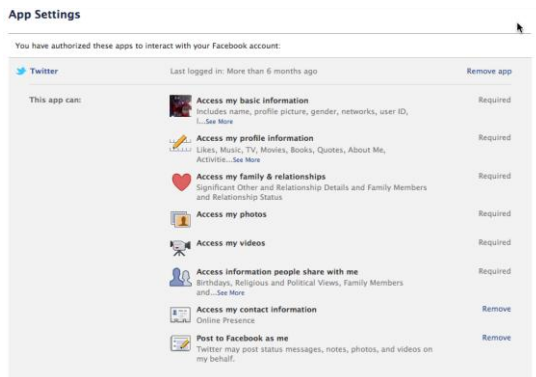 App Settings
You have authorized these apps to interact with your Facebook account:
Twitter Last logged in: More than 6 months ago Remove app
This app can: Access my basic information Required
Includes name, profile picture, gender, networks, user ID,
l...See More
Access my profile information Required
Likes, Music, TV, Movies, Books, Quotes, About Me,
Activitie...See More
Access my family & relationships Required
Significant Other and Relationship Details and Family Members
and Relationship Status
Access my photos Required
Access my videos Required
Access information people share with me Required
Birthdays, Religious and Political Views, Family Members
and...See More
Access my contact information Remove
Online Presence
Post to Facebook as me Remove
Twitter may post status messages, notes, photos, and videos on
my behalf.